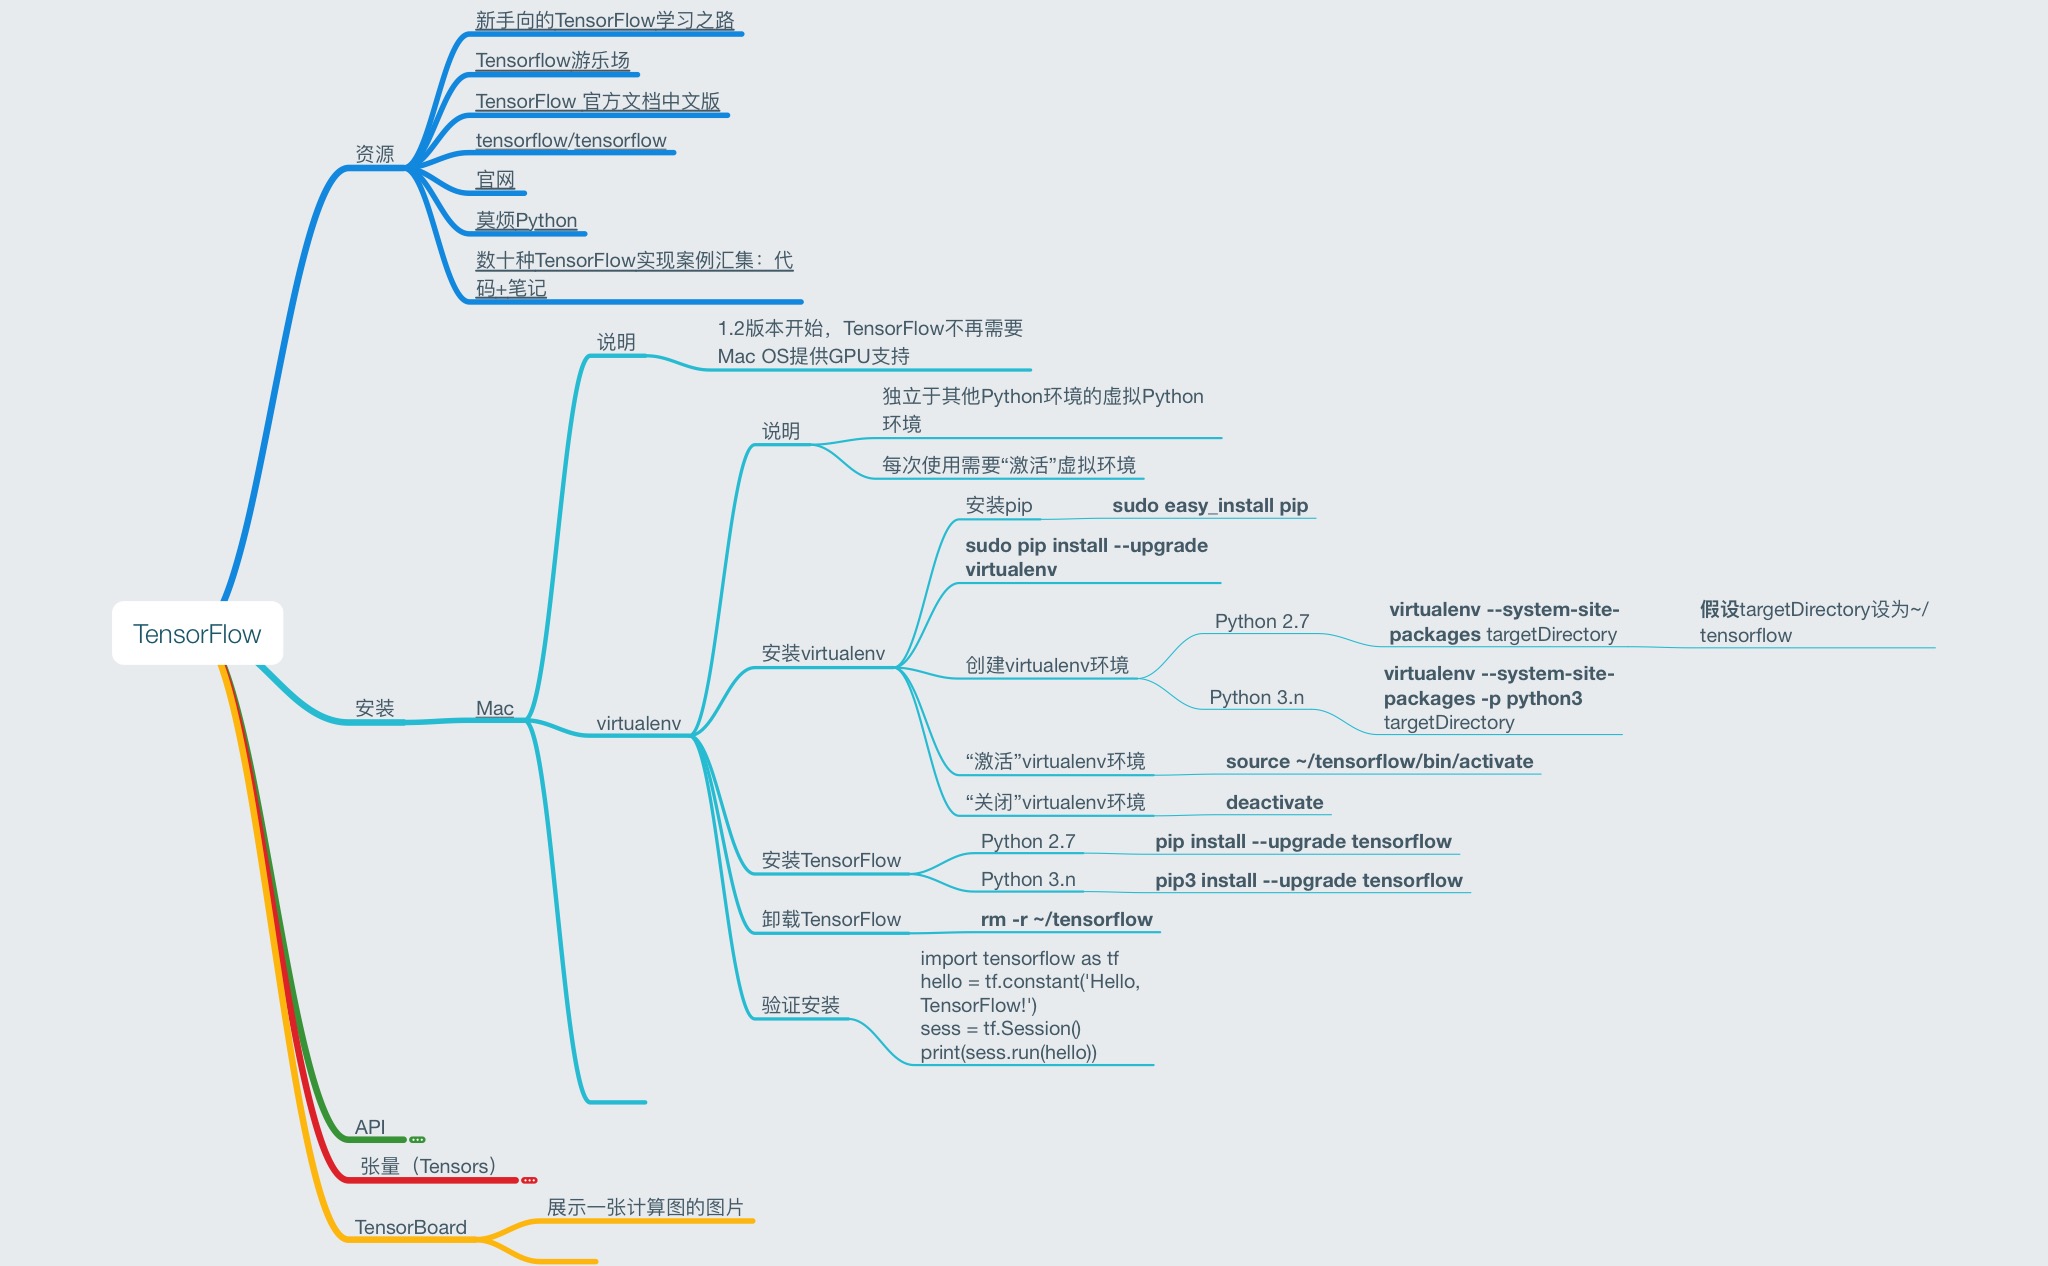 新手向的TensorFlow学习之路
Tensorflow游乐场
TensorFlow 官方文档中文版
tensorflow/tensorflow
资源
官网
莫烦Python
数十种TensorFlow实现案例汇集：代
码+笔记
说明
1.2版本开始，TensorFlow不再需要
Mac OS提供GPU支持
说明
独立于其他Python环境的虚拟Python
环境
每次使用需要“激活”虚拟环境
安装pip
sudo easy_install pip
sudo pip install --upgrade
virtualenv
TensorFlow
安装virtualenv
创建virtualenv环境
Python 2.7
virtualenv --system-site-
packages targetDirectory
假设targetDirectory设为~/
tensorflow
Python 3.n
virtualenv --system-site-
packages -p python3
targetDirectory
安装
Mac
virtualenv
“激活”virtualenv环境
source ~/tensorflow/bin/activate
“关闭”virtualenv环境
deactivate
安装TensorFlow
Python 2.7
pip install --upgrade tensorflow
Python 3.n
pip3 install --upgrade tensorflow
卸载TensorFlow
rm -r ~/tensorflow
验证安装
import tensorflow as tf
hello = tf.constant('Hello,
TensorFlow!')
sess = tf.Session()
print(sess.run(hello))
API
张量（Tensors）
TensorBoard
展示一张计算图的图片